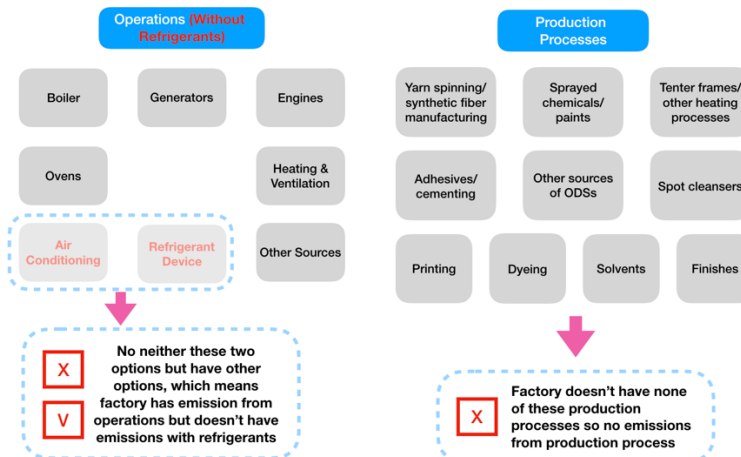 Operations (Without
Refrigerants)
Boiler
Generators
Engines
Ovens
Heating &
Ventilation
Air
Conditioning
Refrigerant
Device
Other Sources
X
V
No neither these two
options but have other
options, which means
factory has emission from
operations but doesn't have
emissions with refrigerants
Production
Processes
Yarn spinning/
synthetic fiber
manufacturing
Sprayed
chemicals/
paints
Tenter frames/
other heating
processes
Adhesives/
cementing
Other sources
of ODSs
Spot cleansers
Printing
Dyeing
Solvents
Finishes
X
Factory doesn't have none
of these production
processes so no emissions
from production process